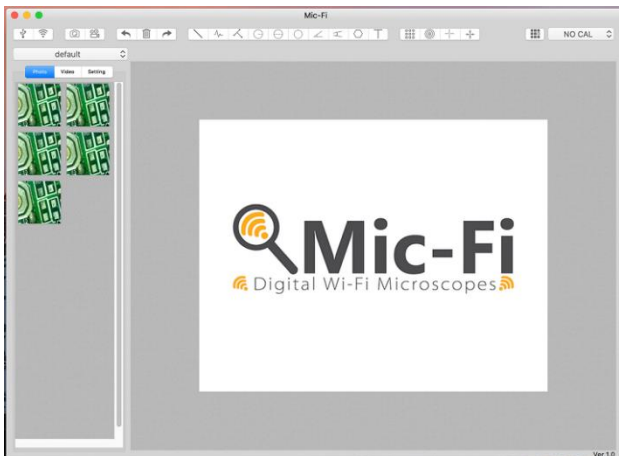 Mic-Fi
NO CAL
default
Photo Video Setting
Mic-Fi
Digital Wi-Fi Microscopes
Ver:1.0